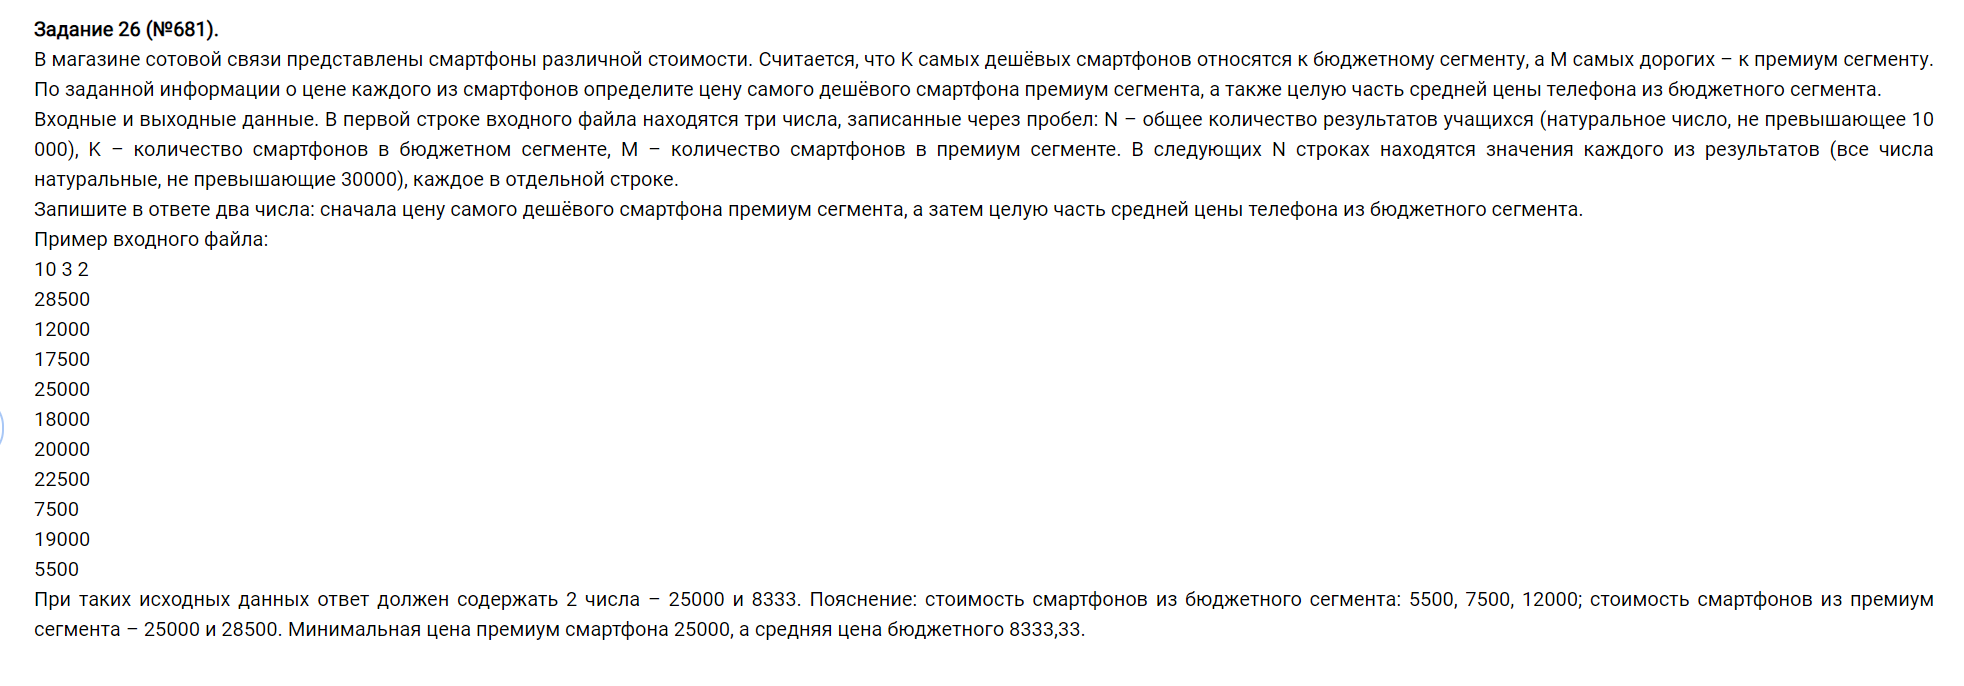 Задание 26 (№681).
В магазине сотовой связи представлены смартфоны различной стоимости. Считается, что K самых дешёвых смартфонов относятся к бюджетному сегменту, а M самых дорогих – к премиум сегменту.
По заданной информации о цене каждого из смартфонов определите цену самого дешёвого смартфона премиум сегмента, а также целую часть средней цены телефона из бюджетного сегмента.
Входные и выходные данные. В первой строке входного файла находятся три числа, записанные через пробел: N – общее количество результатов учащихся (натуральное число, не превышающее 10
000), K – количество смартфонов в бюджетном сегменте, M – количество смартфонов в премиум сегменте. В следующих N строках находятся значения каждого из результатов (все числа
натуральные, не превышающие 30000), каждое в отдельной строке.
Запишите в ответе два числа: сначала цену самого дешёвого смартфона премиум сегмента, а затем целую часть средней цены телефона из бюджетного сегмента.
Пример входного файла:
10 3 2
28500
12000
17500
25000
18000
20000
22500
7500
19000
5500
При таких исходных данных ответ должен содержать 2 числа – 25000 и 8333. Пояснение: стоимость смартфонов из бюджетного сегмента: 5500, 7500, 12000; стоимость смартфонов из премиум
сегмента – 25000 и 28500. Минимальная цена премиум смартфона 25000, а средняя цена бюджетного 8333,33.